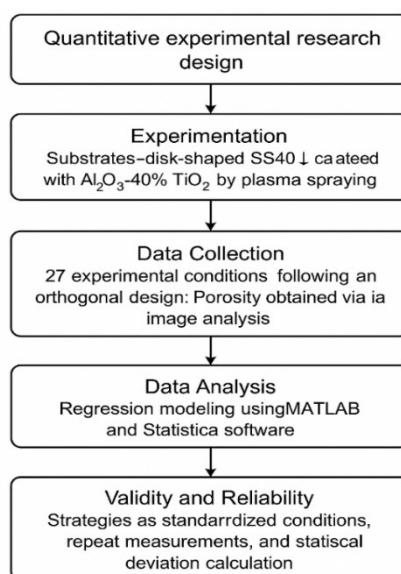 Quantitative experimental research
design
Experimentation
Substrates–disk-shaped SS40↓ caateed
with Al₂O₃-40% TiO₂ by plasma spraying
Data Collection
27 experimental conditions following an
orthogonal design: Porosity obtained via ia
image analysis
Data Analysis
Regression modeling usingMATLAB
and Statistica software
Validity and Reliability
Strategies as standarrdized conditions,
repeat measurements, and statiscal
deviation calculation